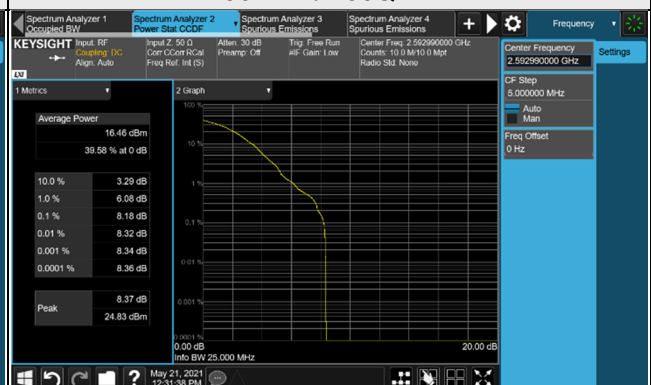 Spectrum Analyzer 1
Occupied BW
Spectrum Analyzer 2
Power Stat CCDF
Spectrum Analyzer 3
Spurious Emissions
Spectrum Analyzer 4
Spurious Emissions
+
Frequency
KEYSIGHT
Input: RF
Coupling: DC
Align: Auto
Input Z: 50 Ω
Corr CCorr RCal
Freq Ref: Int (S)
Atten: 30 dB
Preamp: Off
Trig: Free Run
#IF Gain: Low
Center Freq: 2.592990000 GHz
Counts: 10.0 M/10.0 Mpt
Radio Std: None
LXI
Center Frequency
2.592990000 GHz
Settings
CF Step
5.000000 MHz
Auto
Man
Freq Offset
0 Hz
1 Metrics
2 Graph
Average Power
16.46 dBm
39.58 % at 0 dB
10.0 % 3.29 dB
1.0 % 6.08 dB
0.1 % 8.18 dB
0.01 % 8.32 dB
0.001 % 8.34 dB
0.0001 % 8.36 dB
Peak
8.37 dB
24.83 dBm
100 %
10 %
1 %
0.1 %
0.01 %
0.001 %
0.0001 %
0.00 dB
20.00 dB
Info BW 25.000 MHz
?
May 21, 2021
12:31:38 PM